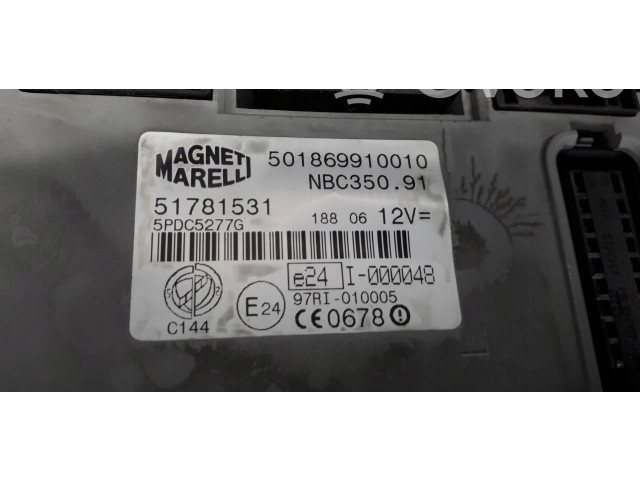 MAGNETI MARELLI
501869910010
NBC350.91
51781531
188 06 12V=
5PDC5277G
e24 I-000048
97RI-010005
E24
C144
CE0678